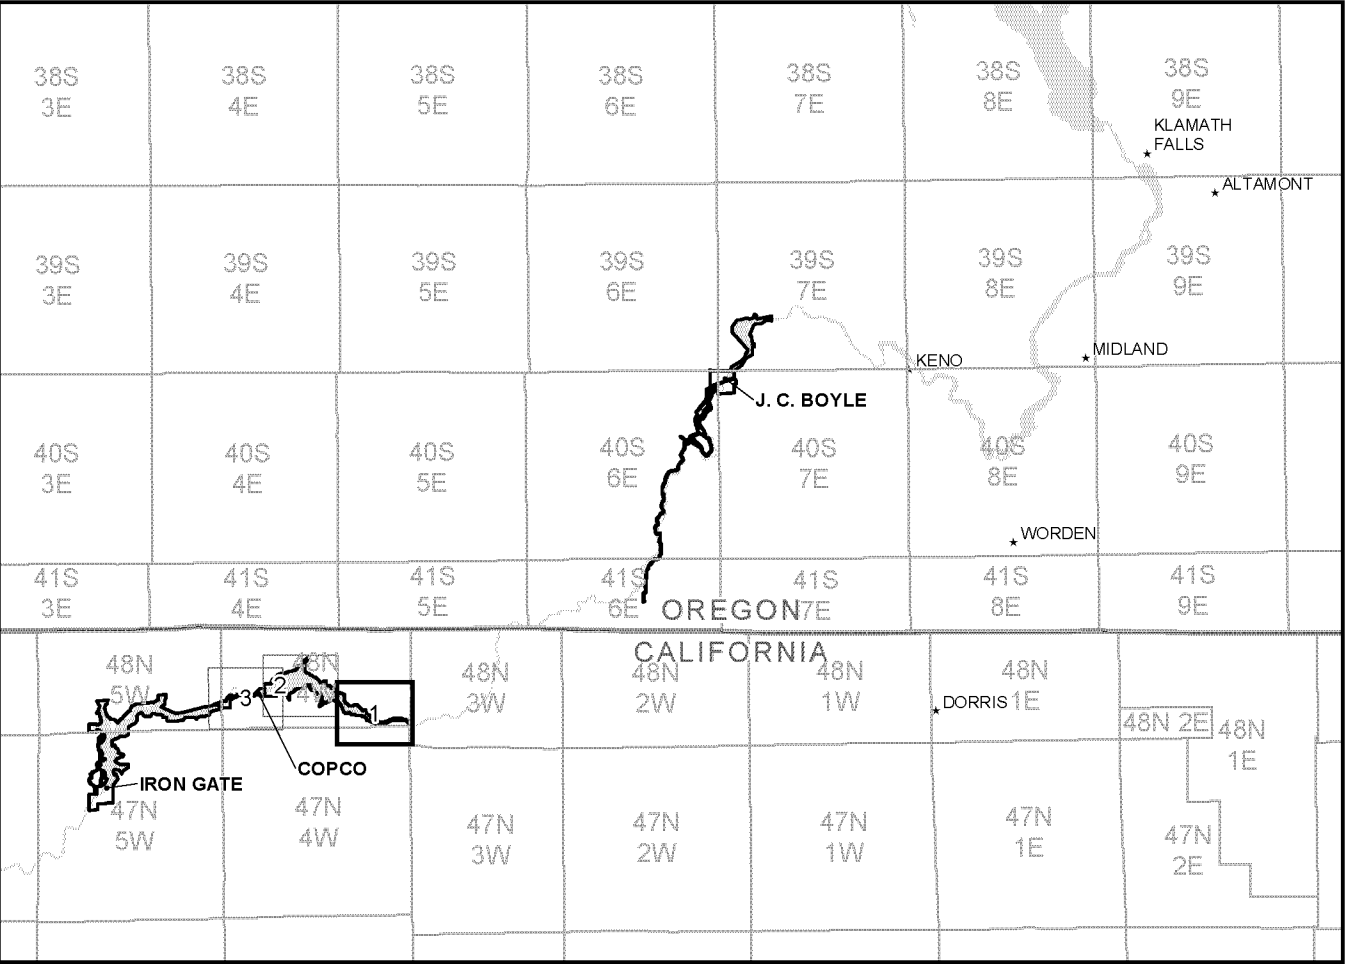 38S 38S 38S 38S 38S 38S 38S
3E 4E 5E 6E 7E 8E 9E
KLAMATH
FALLS
ALTAMONT
39S 39S 39S 39S 39S 39S 39S
3E 4E 5E 6E 7E 8E 9E
KENO
MIDLAND
J. C. BOYLE
40S 40S 40S 40S 40S 40S 40S
3E 4E 5E 6E 7E 8E 9E
WORDEN
41S 41S 41S 41S 41S 41S 41S
3E 4E 5E 6E 7E 8E 9E
OREGON
CALIFORNIA
48N 48N 48N 48N 48N 48N
5W 4W 3W 2W 1W 1E
3 2 1
DORRIS
48N 2E
48N
1E
COPCO
IRON GATE
47N 47N 47N 47N 47N 47N 47N
5W 4W 3W 2W 1W 1E 2E